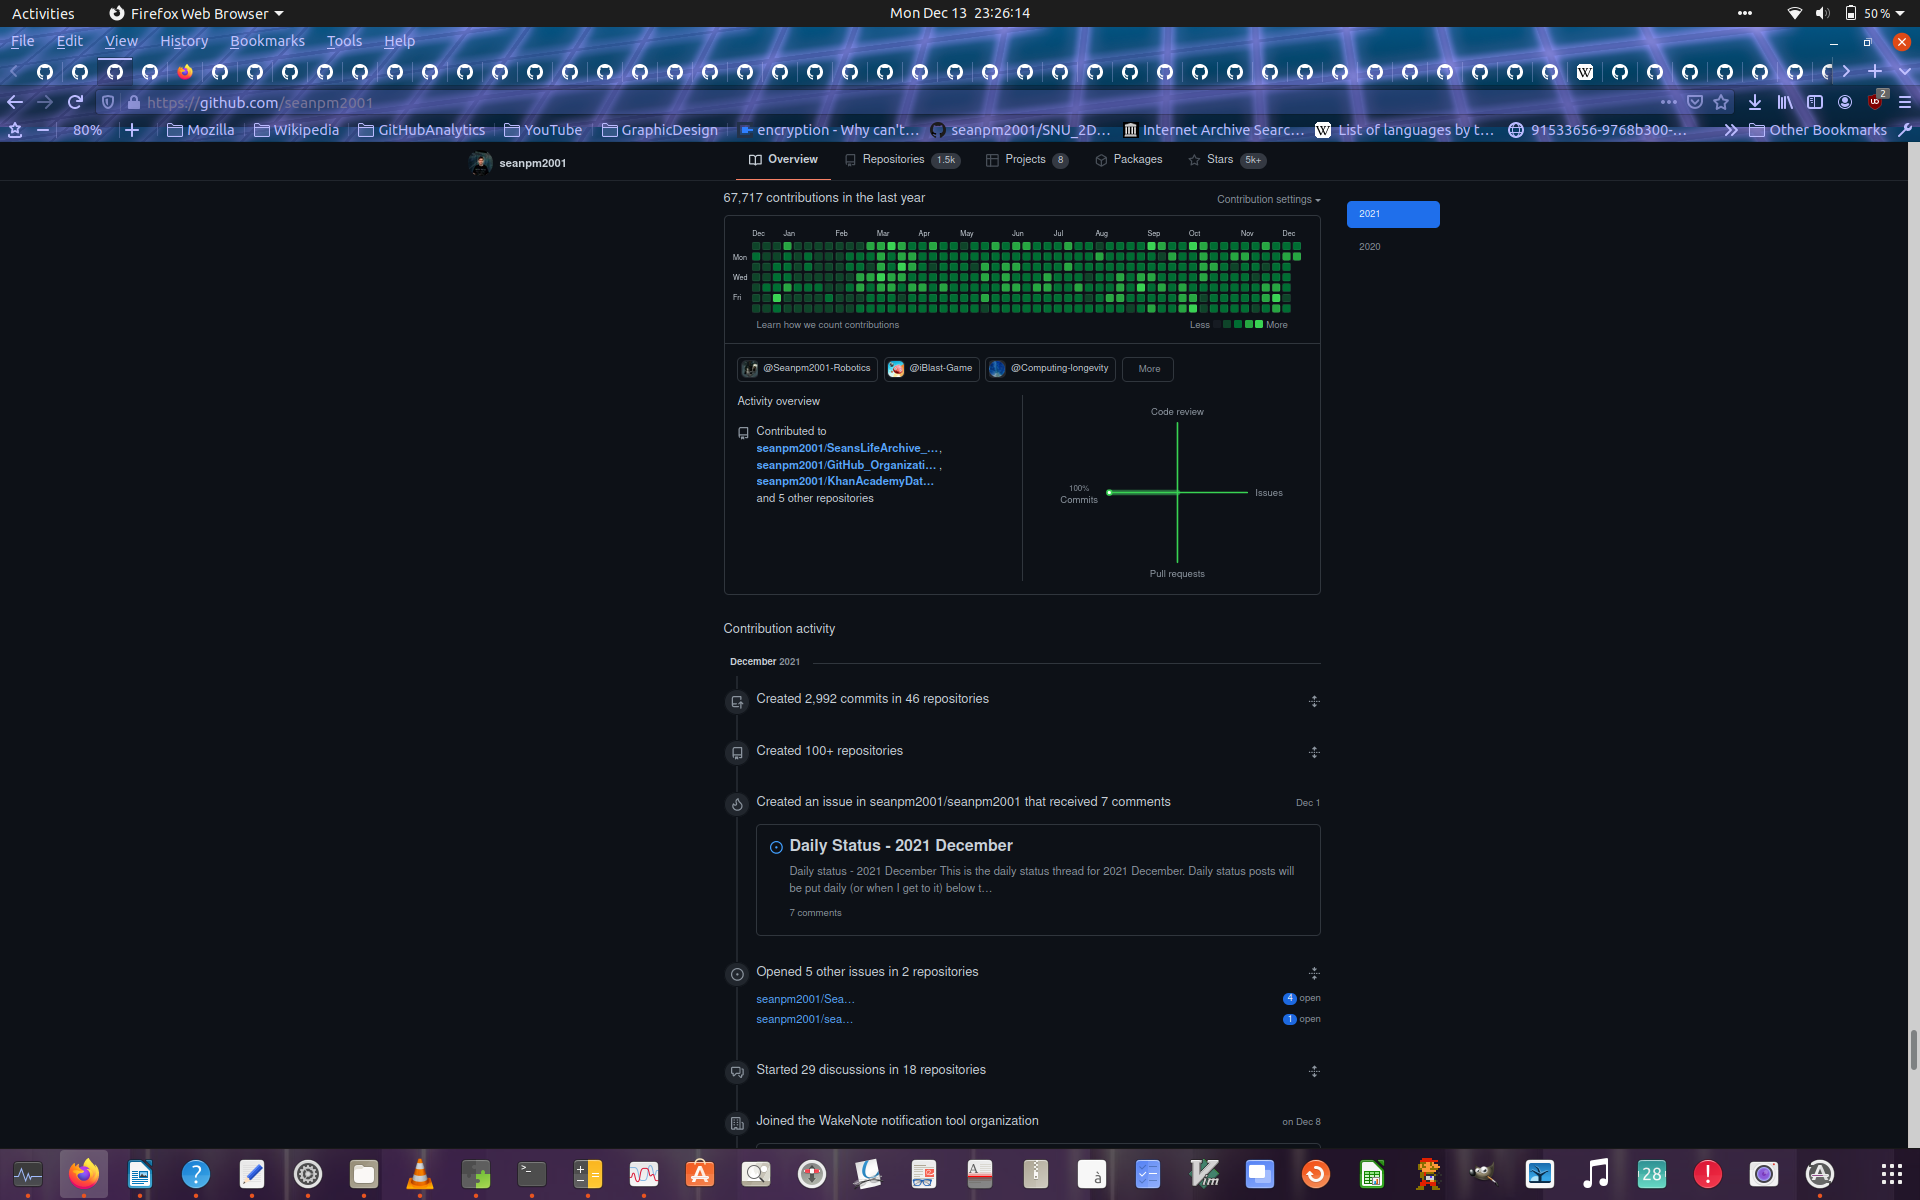 Activities Firefox Web Browser Mon Dec 13 23:26:14 50 %
File Edit View History Bookmarks Tools Help
https://github.com/seanpm2001 2
80% Mozilla Wikipedia GitHubAnalytics YouTube GraphicDesign encryption - Why can't… seanpm2001/SNU_2D… Internet Archive Searc… List of languages by t… 91533656-9768b300-… Other Bookmarks
seanpm2001 Overview Repositories 1.5k Projects 8 Packages Stars 5k+
67,717 contributions in the last year Contribution settings
2021
2020
Dec Jan Feb Mar Apr May Jun Jul Aug Sep Oct Nov Dec
Mon
Wed
Fri
Learn how we count contributions Less More
@Seanpm2001-Robotics @iBlast-Game @Computing-longevity More
Activity overview
Contributed to
seanpm2001/SeansLifeArchive_…,
seanpm2001/GitHub_Organizati… ,
seanpm2001/KhanAcademyDat…
and 5 other repositories
Code review
100%
Commits
Issues
Pull requests
Contribution activity
December 2021
Created 2,992 commits in 46 repositories
Created 100+ repositories
Created an issue in seanpm2001/seanpm2001 that received 7 comments Dec 1
Daily Status - 2021 December
Daily status - 2021 December This is the daily status thread for 2021 December. Daily status posts will
be put daily (or when I get to it) below t…
7 comments
Opened 5 other issues in 2 repositories
seanpm2001/Sea… 4 open
seanpm2001/sea… 1 open
Started 29 discussions in 18 repositories
Joined the WakeNote notification tool organization on Dec 8
28